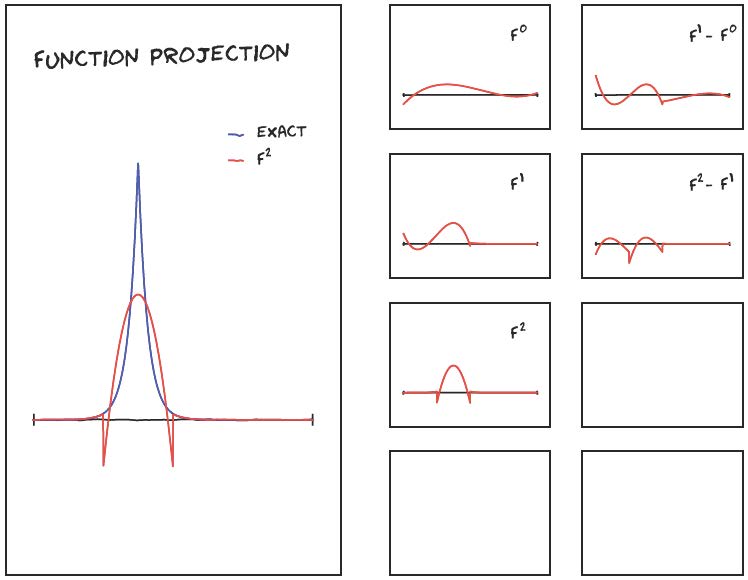 FUNCTION PROJECTION
EXACT
F²
F⁰
F¹ - F⁰
F¹
F² - F¹
F²